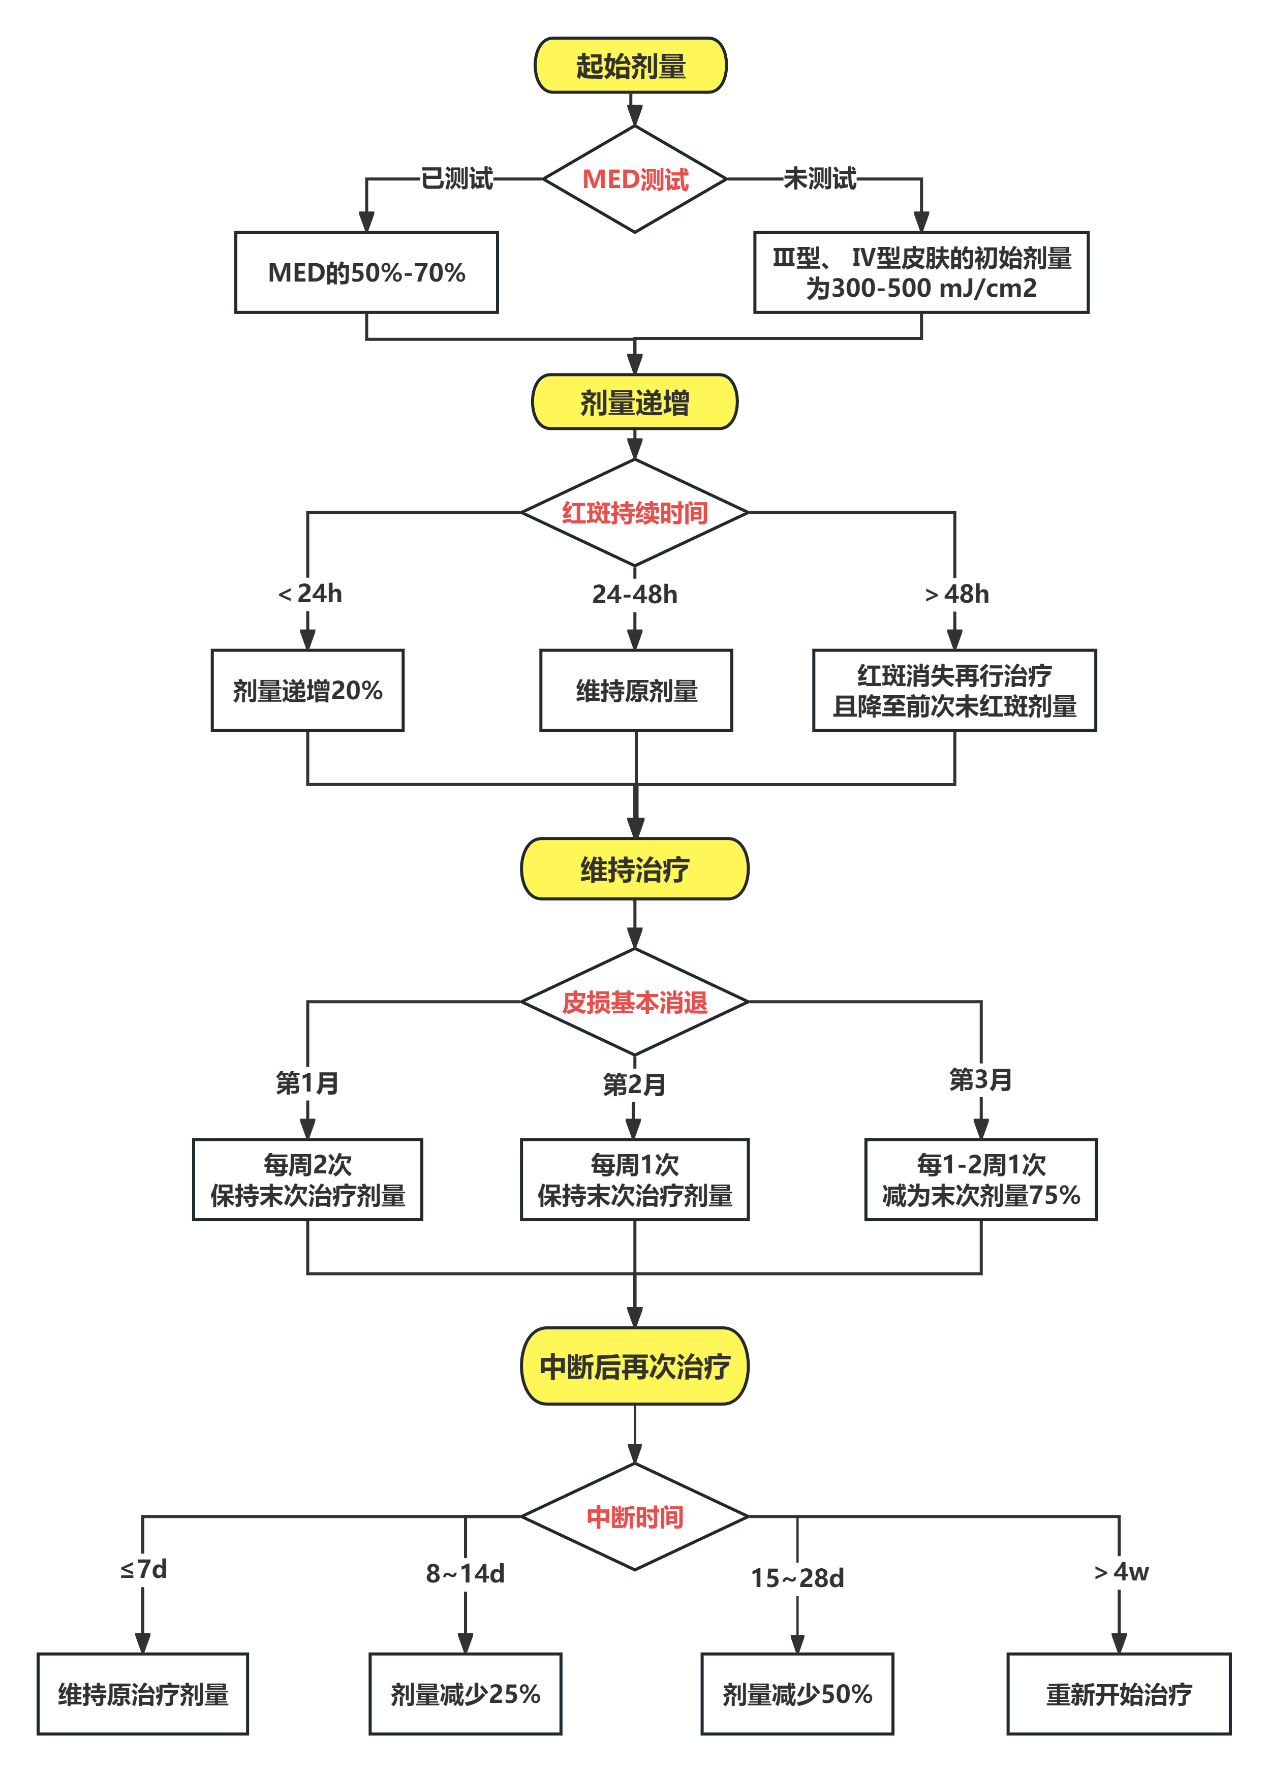 起始剂量
MED测试
已测试
未测试
MED的50%-70%
Ⅲ型、 Ⅳ型皮肤的初始剂量
为300-500 mJ/cm2
剂量递增
红斑持续时间
＜24h
24-48h
＞48h
剂量递增20%
维持原剂量
红斑消失再行治疗
且降至前次未红斑剂量
维持治疗
皮损基本消退
第1月
第2月
第3月
每周2次
保持末次治疗剂量
每周1次
保持末次治疗剂量
每1-2周1次
减为末次剂量75%
中断后再次治疗
中断时间
≤7d
8~14d
15~28d
＞4w
维持原治疗剂量
剂量减少25%
剂量减少50%
重新开始治疗